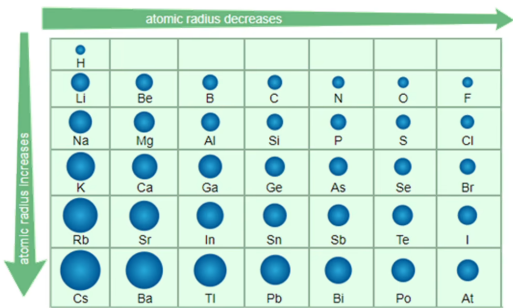 atomic radius decreases
atomic radius increases
H
Li Be B C N O F
Na Mg Al Si P S Cl
K Ca Ga Ge As Se Br
Rb Sr In Sn Sb Te I
Cs Ba Tl Pb Bi Po At